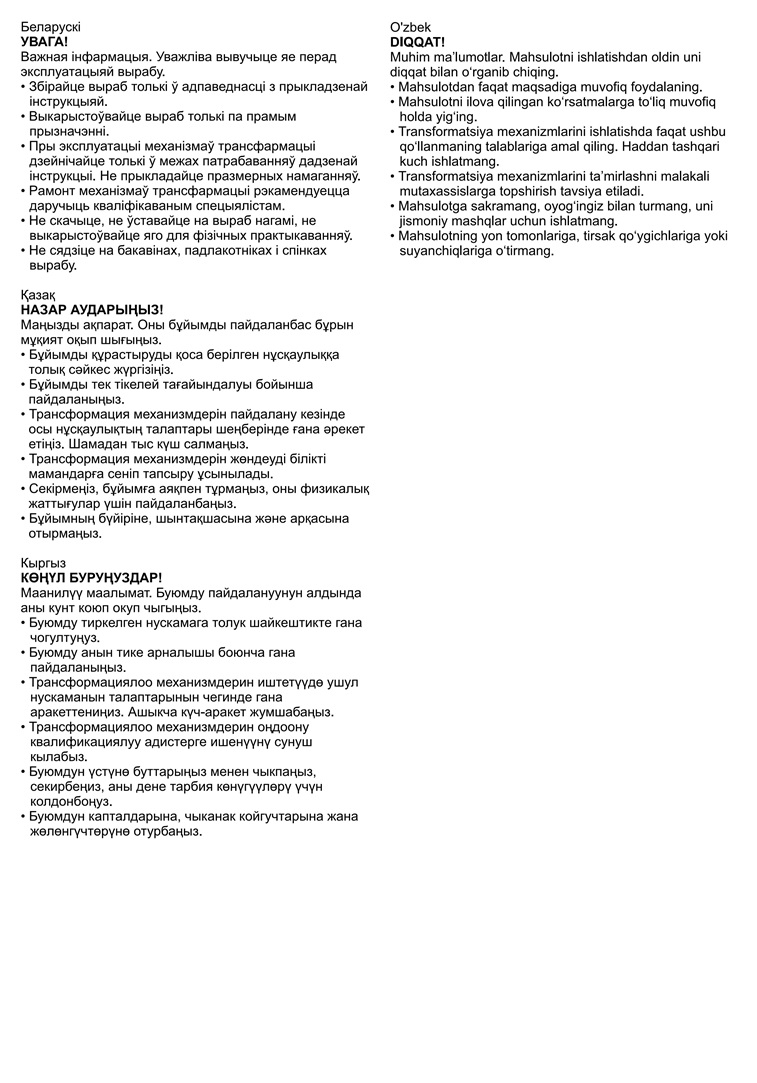 Беларускі
УВАГА!
Важная інфармацыя. Уважліва вывучыце яе перад
эксплуатацыяй вырабу.
• Збірайце выраб толькі ў адпаведнасці з прыкладзенай
інструкцыяй.
• Выкарыстоўвайце выраб толькі па прамым
прызначэнні.
• Пры эксплуатацыі механізмаў трансфармацыі
дзейнічайце толькі ў межах патрабаванняў дадзенай
інструкцыі. Не прыкладайце празмерных намаганняў.
• Рамонт механізмаў трансфармацыі рэкамендуецца
даручыць кваліфікаваным спецыялістам.
• Не скачыце, не ўставайце на выраб нагамі, не
выкарыстоўвайце яго для фізічных практыкаванняў.
• Не сядзіце на бакавінах, падлакотніках і спінках
вырабу.
Қазақ
НАЗАР АУДАРЫҢЫЗ!
Маңызды ақпарат. Оны бұйымды пайдаланбас бұрын
мұқият оқып шығыңыз.
• Бұйымды құрастыруды қоса берілген нұсқаулыққа
толық сәйкес жүргізіңіз.
• Бұйымды тек тікелей тағайындалуы бойынша
пайдаланыңыз.
• Трансформация механизмдерін пайдалану кезінде
осы нұсқаулықтың талаптары шеңберінде ғана әрекет
етіңіз. Шамадан тыс күш салмаңыз.
• Трансформация механизмдерін жөндеуді білікті
мамандарға сеніп тапсыру ұсынылады.
• Секірмеңіз, бұйымға аяқпен тұрмаңыз, оны физикалық
жаттығулар үшін пайдаланбаңыз.
• Бұйымның бүйіріне, шынтақшасына және арқасына
отырмаңыз.
Кыргыз
КӨҢҮЛ БУРУҢУЗДАР!
Маанилүү маалымат. Буюмду пайдалануунун алдында
аны кунт коюп окуп чыгыңыз.
• Буюмду тиркелген нускамага толук шайкештикте гана
чогултуңуз.
• Буюмду анын тике арналышы боюнча гана
пайдаланыңыз.
• Трансформациялоо механизмдерин иштетүүдө ушул
нускаманын талаптарынын чегинде гана
аракеттениңиз. Ашыкча күч-аракет жумшабаңыз.
• Трансформациялоо механизмдерин оңдоону
квалификациялуу адистерге ишенүүнү сунуш
кылабыз.
• Буюмдун үстүнө буттарыңыз менен чыкпаңыз,
секирбеңиз, аны дене тарбия көнүгүүлөрү үчүн
колдонбоңуз.
• Буюмдун капталдарына, чыканак койгучтарына жана
жөлөнгүчтөрүнө отурбаңыз.
O'zbek
DIQQAT!
Muhim ma’lumotlar. Mahsulotni ishlatishdan oldin uni
diqqat bilan o‘rganib chiqing.
• Mahsulotdan faqat maqsadiga muvofiq foydalaning.
• Mahsulotni ilova qilingan ko‘rsatmalarga to‘liq muvofiq
holda yig‘ing.
• Transformatsiya mexanizmlarini ishlatishda faqat ushbu
qo‘llanmaning talablariga amal qiling. Haddan tashqari
kuch ishlatmang.
• Transformatsiya mexanizmlarini ta’mirlashni malakali
mutaxassislarga topshirish tavsiya etiladi.
• Mahsulotga sakramang, oyog‘ingiz bilan turmang, uni
jismoniy mashqlar uchun ishlatmang.
• Mahsulotning yon tomonlariga, tirsak qo‘ygichlariga yoki
suyanchiqlariga o‘tirmang.